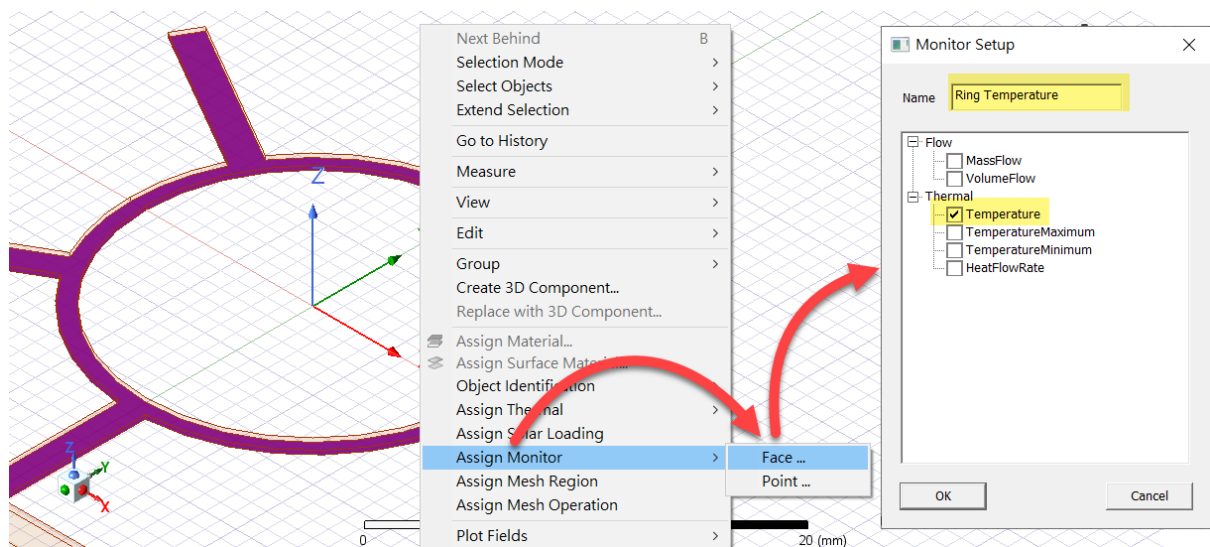 Z
Z
Y
X
0
20 (mm)
Next Behind B
Selection Mode >
Select Objects >
Extend Selection >
Go to History
Measure >
View >
Edit >
Group >
Create 3D Component...
Replace with 3D Component...
Assign Material...
Assign Surface Material...
Object Identification
Assign Thermal >
Assign Solar Loading
Assign Monitor >
Assign Mesh Region
Assign Mesh Operation
Plot Fields >
Face ...
Point ...
Monitor Setup
Name Ring Temperature
Flow
MassFlow
VolumeFlow
Thermal
Temperature
TemperatureMaximum
TemperatureMinimum
HeatFlowRate
OK Cancel